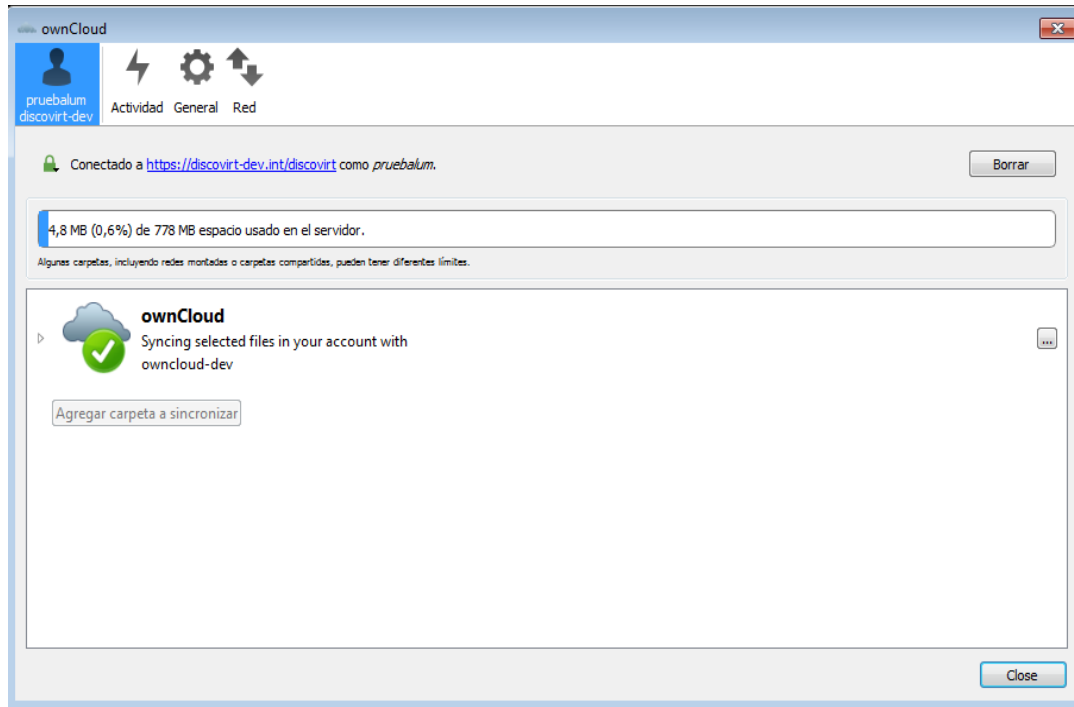 ownCloud
pruebalum
discovirt-dev
Actividad
General
Red
Conectado a https://discovirt-dev.int/discovirt como pruebalum.
Borrar
4,8 MB (0,6%) de 778 MB espacio usado en el servidor.
Algunas carpetas, incluyendo redes montadas o carpetas compartidas, pueden tener diferentes límites.
ownCloud
Syncing selected files in your account with
owncloud-dev
...
Agregar carpeta a sincronizar
Close